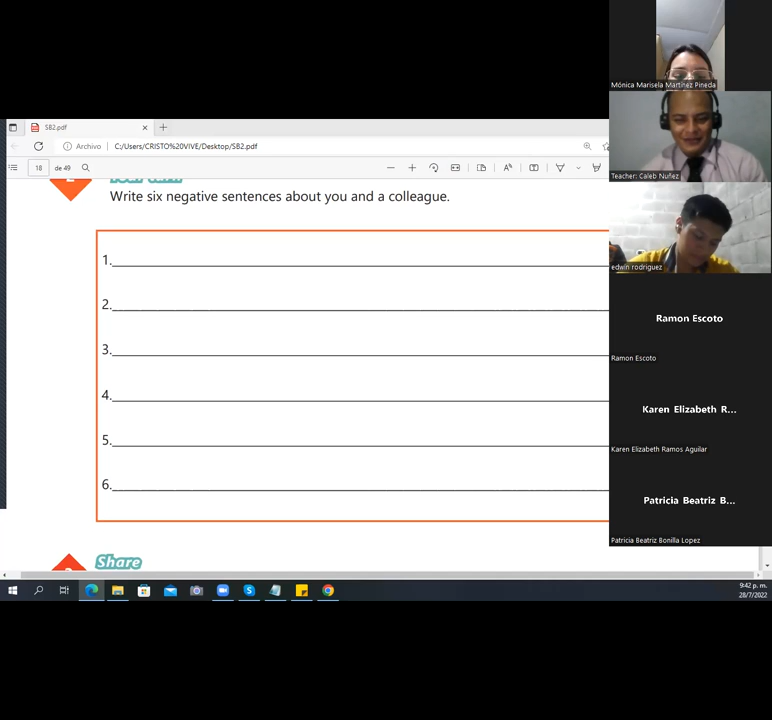 SB2.pdf
Archivo
C:/Users/CRISTO%20VIVE/Desktop/SB2.pdf
18 de 49
Write six negative sentences about you and a colleague.
1.
2.
3.
4.
5.
6.
Share
Mónica Marisela Martínez Pineda
Teacher: Caleb Nuñez
edwin rodriguez
Ramon Escoto
Ramon Escoto
Karen Elizabeth R...
Karen Elizabeth Ramos Aguilar
Patricia Beatriz B...
Patricia Beatriz Bonilla Lopez
9:42 p. m.
28/7/2022